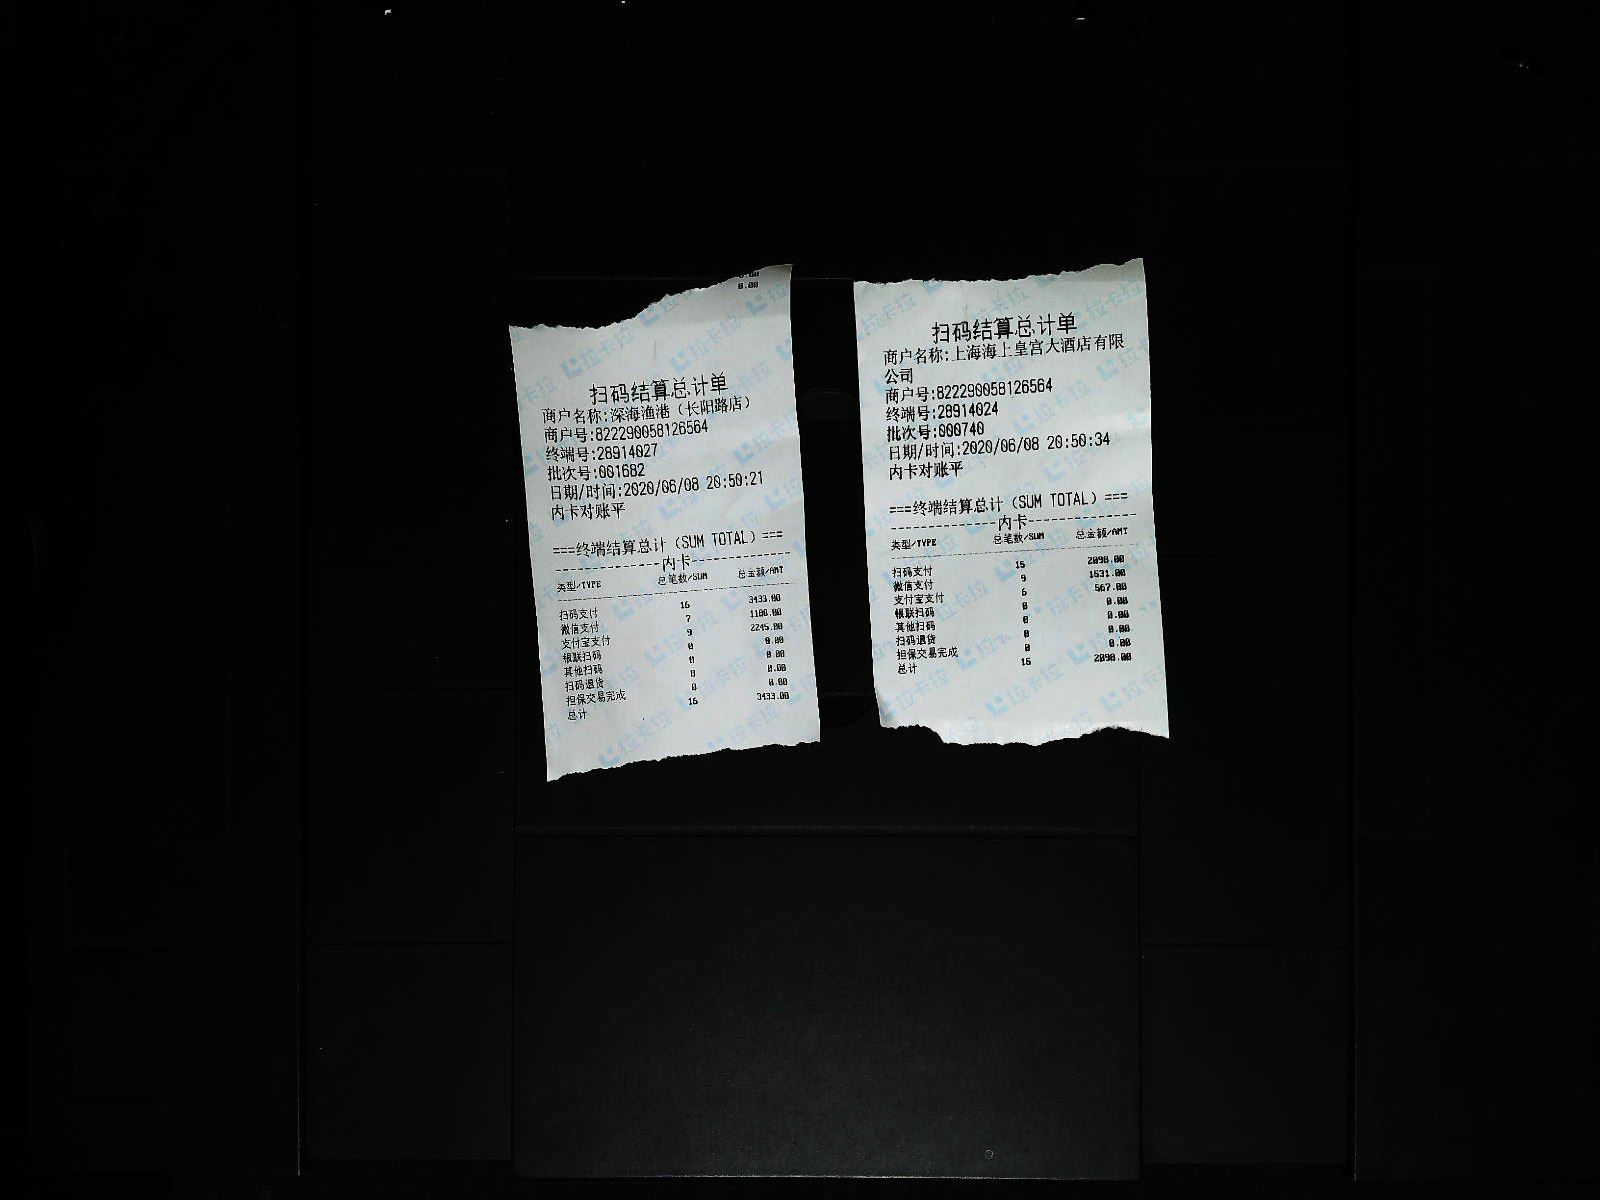 0.00
扫码结算总计单
商户名称:深海渔港（长阳路店）
商户号:822290058126564
终端号:28914027
批次号:001682
日期/时间:2020/06/08 20:50:21
内卡对账平
===终端结算总计（SUM TOTAL）===
---------------内卡---------------
类型/TYPE 总笔数/SUM 总金额/AMT
扫码支付 16 3433.00
微信支付 7 1188.00
支付宝支付 9 2245.00
银联扫码 0 0.00
其他扫码 0 0.00
扫码退货 0 0.00
担保交易完成 0 0.00
总计 16 3433.00
扫码结算总计单
商户名称:上海海上皇宫大酒店有限
公司
商户号:822290058126564
终端号:28914024
批次号:000740
日期/时间:2020/06/08 20:50:34
内卡对账平
===终端结算总计（SUM TOTAL）===
---------------内卡---------------
类型/TYPE 总笔数/SUM 总金额/AMT
扫码支付 15 2098.00
微信支付 9 1531.00
支付宝支付 6 567.00
银联扫码 0 0.00
其他扫码 0 0.00
扫码退货 0 0.00
担保交易完成 0 0.00
总计 15 2098.00
拉卡拉